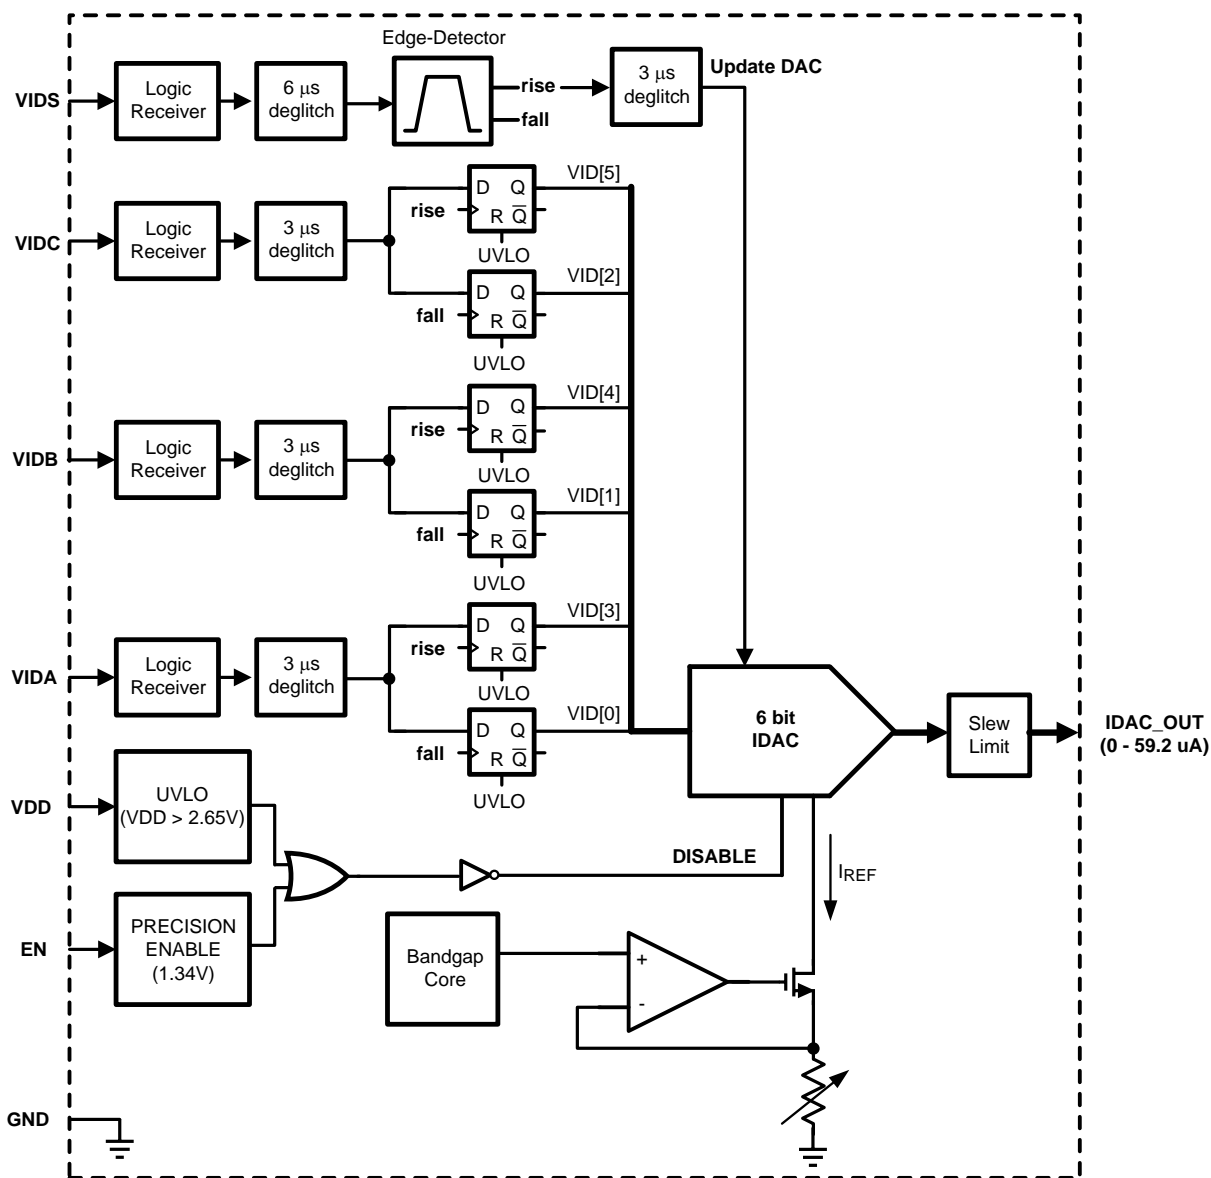 Edge-Detector
VIDS
Logic
Receiver
6 μs
deglitch
rise
fall
3 μs
deglitch
Update DAC
VIDC
Logic
Receiver
3 μs
deglitch
rise
D Q
R Q̅
UVLO
VID[5]
fall
D Q
R Q̅
UVLO
VID[2]
VIDB
Logic
Receiver
3 μs
deglitch
rise
D Q
R Q̅
UVLO
VID[4]
fall
D Q
R Q̅
UVLO
VID[1]
VIDA
Logic
Receiver
3 μs
deglitch
rise
D Q
R Q̅
UVLO
VID[3]
fall
D Q
R Q̅
UVLO
VID[0]
6 bit
IDAC
Slew
Limit
IDAC_OUT
(0 - 59.2 uA)
VDD
UVLO
(VDD > 2.65V)
DISABLE
IREF
EN
PRECISION
ENABLE
(1.34V)
Bandgap
Core
+
-
GND